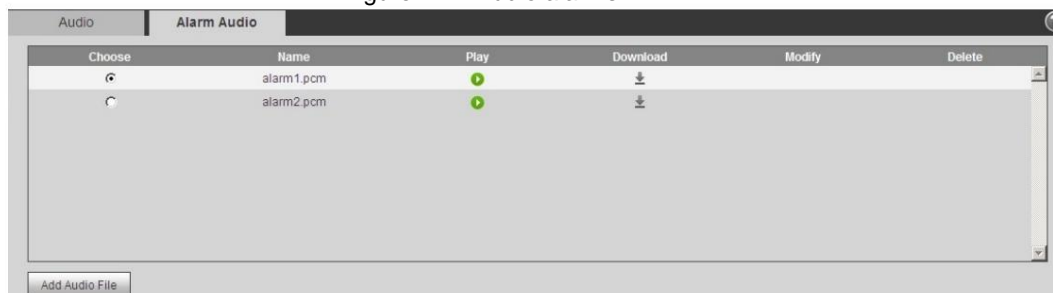 Audio Alarm Audio
Choose Name Play Download Modify Delete
alarm1.pcm
alarm2.pcm
Add Audio File